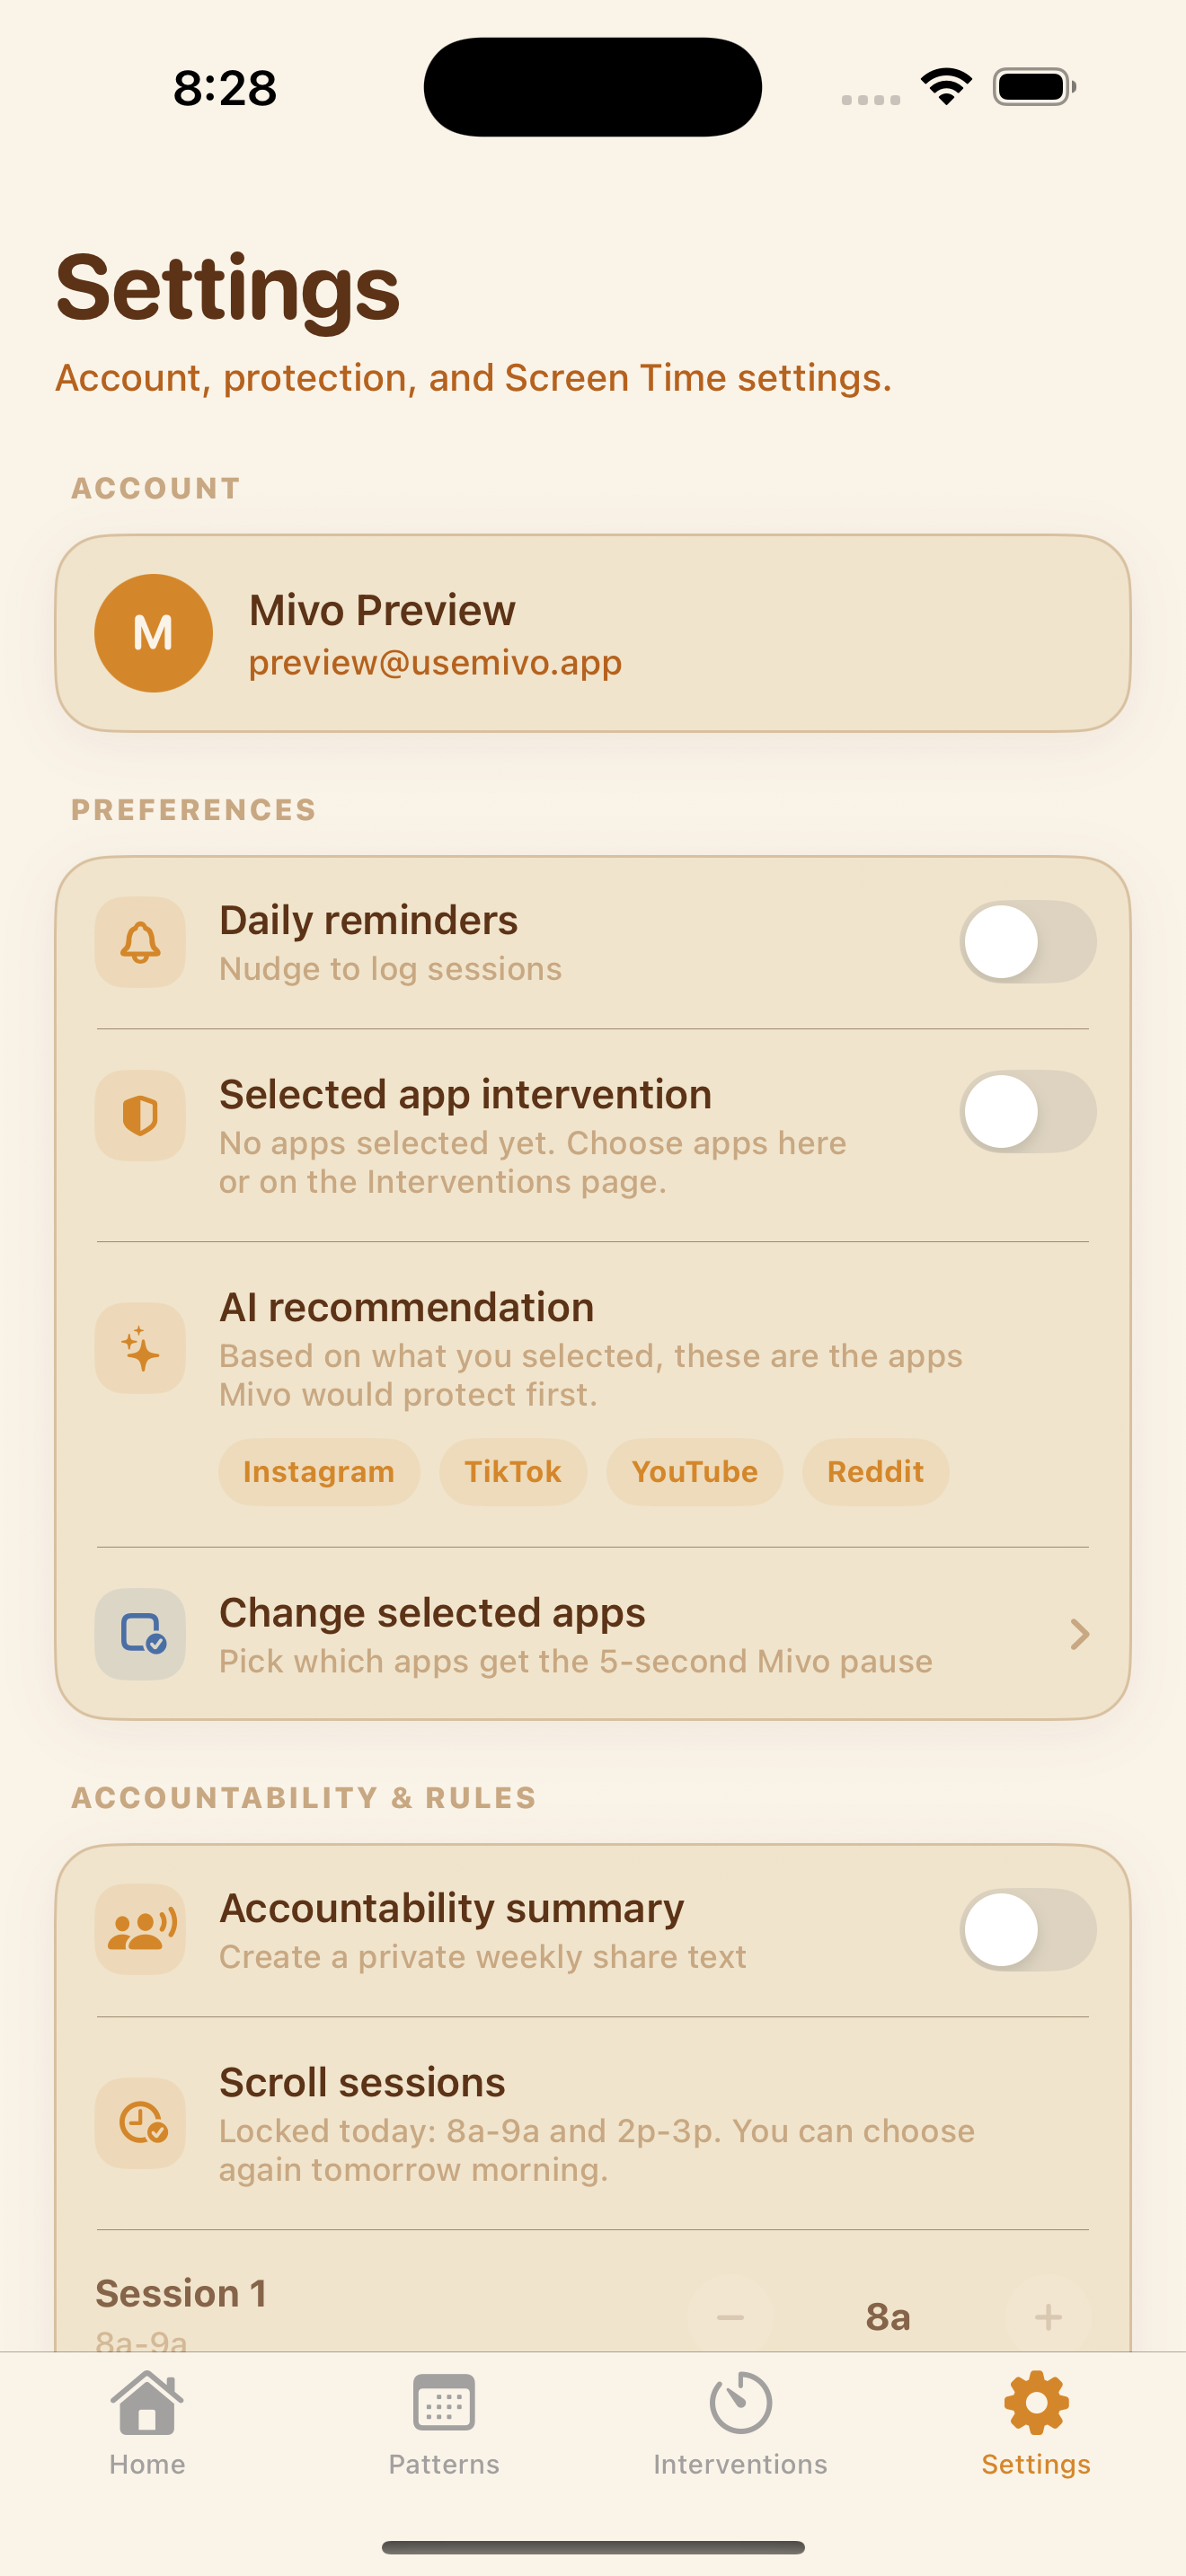 8:28
Settings
Account, protection, and Screen Time settings.
ACCOUNT
M
Mivo Preview
preview@usemivo.app
PREFERENCES
Daily reminders
Nudge to log sessions
Selected app intervention
No apps selected yet. Choose apps here
or on the Interventions page.
AI recommendation
Based on what you selected, these are the apps
Mivo would protect first.
Instagram TikTok YouTube Reddit
Change selected apps
Pick which apps get the 5-second Mivo pause
ACCOUNTABILITY & RULES
Accountability summary
Create a private weekly share text
Scroll sessions
Locked today: 8a-9a and 2p-3p. You can choose
again tomorrow morning.
Session 1
8a-9a
8a
Home Patterns Interventions Settings